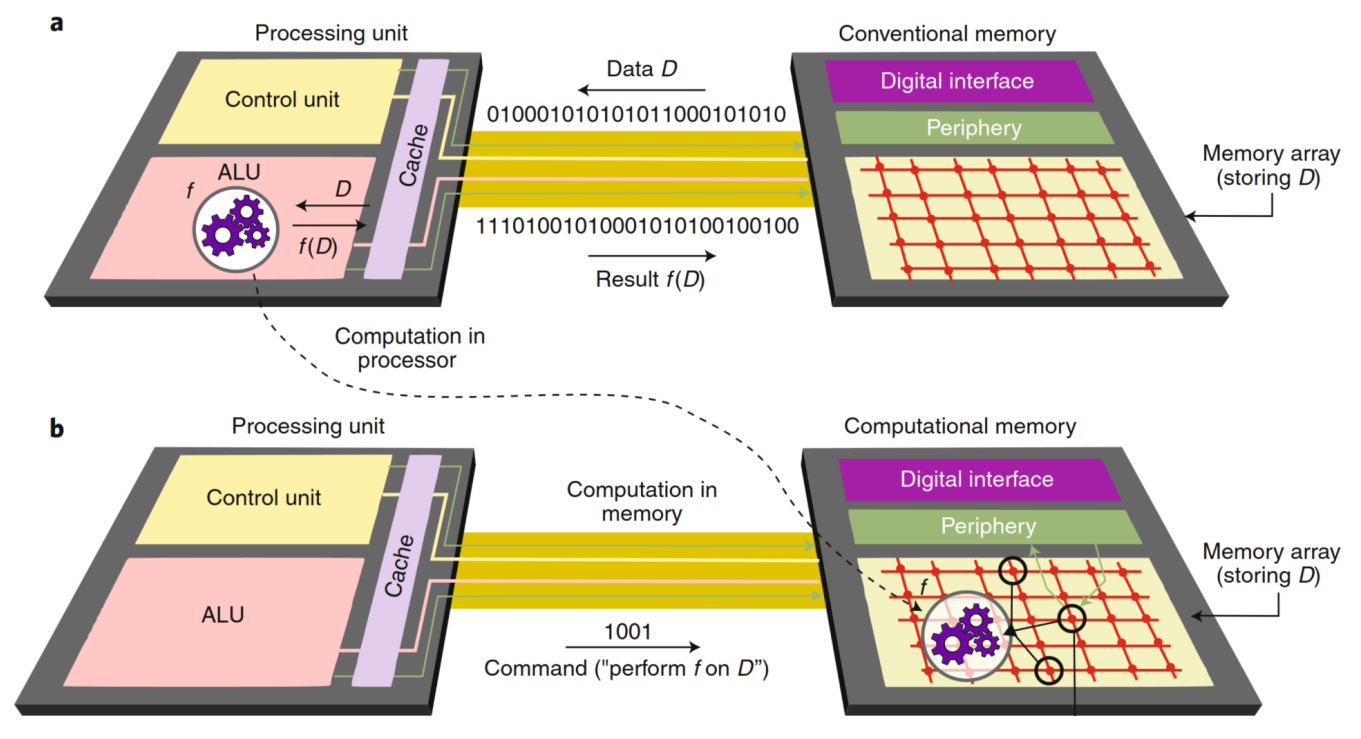 a
Processing unit
Conventional memory
Control unit
Cache
Data D
010001010101011000101010
Digital interface
Periphery
ALU
f
D
f(D)
Memory array
(storing D)
111010010100010101001001​00
Result f(D)
Computation in
processor
b
Processing unit
Computational memory
Control unit
Cache
Computation in
memory
Digital interface
Periphery
ALU
f
Memory array
(storing D)
1001
Command ("perform f on D”)